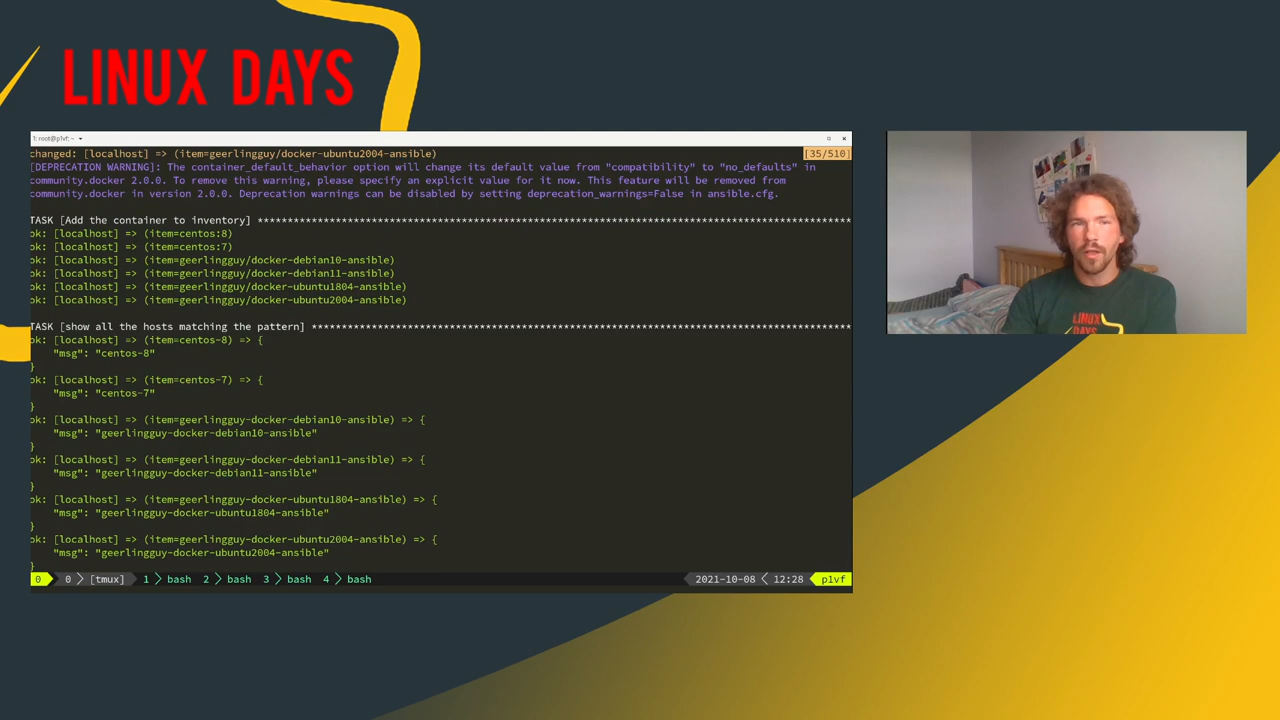 LINUX DAYS
1: root@p1vf: ~
changed: [localhost] => (item=geerlingguy/docker-ubuntu2004-ansible)
[35/510]
[DEPRECATION WARNING]: The container_default_behavior option will change its default value from "compatibility" to "no_defaults" in
community.docker 2.0.0. To remove this warning, please specify an explicit value for it now. This feature will be removed from
community.docker in version 2.0.0. Deprecation warnings can be disabled by setting deprecation_warnings=False in ansible.cfg.
TASK [Add the container to inventory] ****************************************************************************************************
ok: [localhost] => (item=centos:8)
ok: [localhost] => (item=centos:7)
ok: [localhost] => (item=geerlingguy/docker-debian10-ansible)
ok: [localhost] => (item=geerlingguy/docker-debian11-ansible)
ok: [localhost] => (item=geerlingguy/docker-ubuntu1804-ansible)
ok: [localhost] => (item=geerlingguy/docker-ubuntu2004-ansible)
TASK [show all the hosts matching the pattern] *******************************************************************************************
ok: [localhost] => (item=centos-8) => {
"msg": "centos-8"
}
ok: [localhost] => (item=centos-7) => {
"msg": "centos-7"
}
ok: [localhost] => (item=geerlingguy-docker-debian10-ansible) => {
"msg": "geerlingguy-docker-debian10-ansible"
}
ok: [localhost] => (item=geerlingguy-docker-debian11-ansible) => {
"msg": "geerlingguy-docker-debian11-ansible"
}
ok: [localhost] => (item=geerlingguy-docker-ubuntu1804-ansible) => {
"msg": "geerlingguy-docker-ubuntu1804-ansible"
}
ok: [localhost] => (item=geerlingguy-docker-ubuntu2004-ansible) => {
"msg": "geerlingguy-docker-ubuntu2004-ansible"
}
0 0 [tmux] 1 bash 2 bash 3 bash 4 bash 2021-10-08 12:28 p1vf
LINUX
DAYS